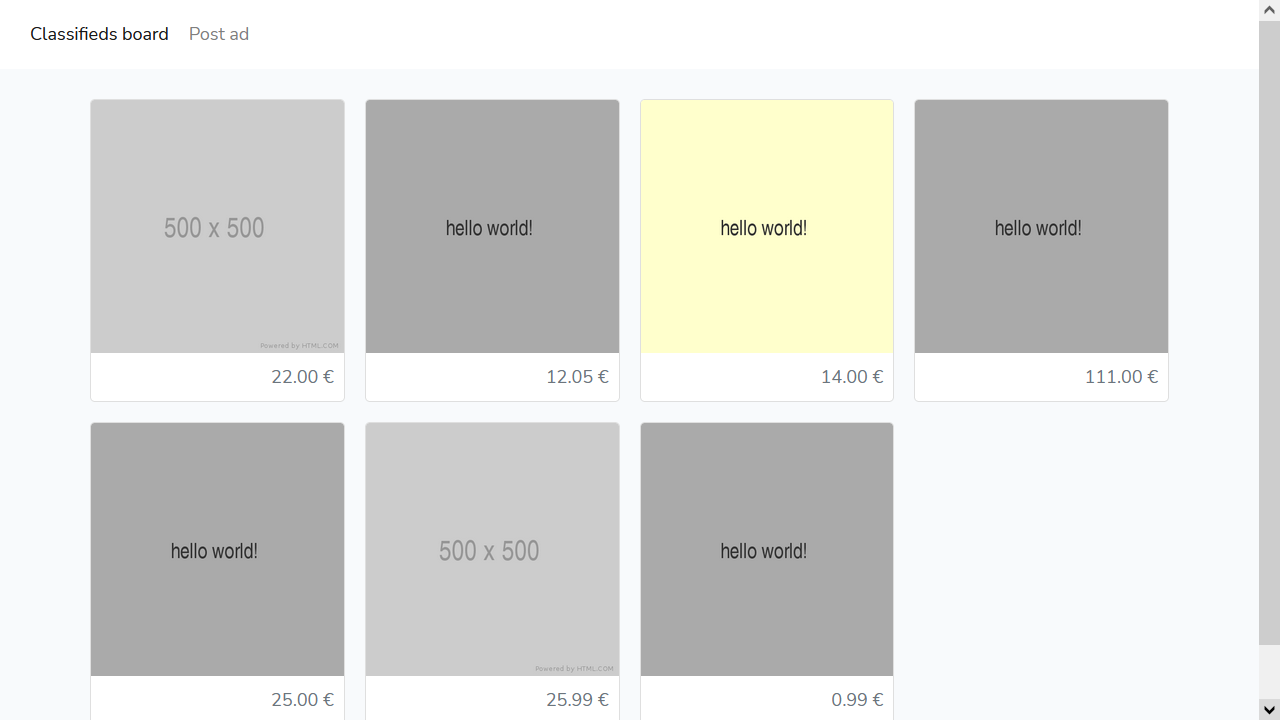 Classifieds board Post ad
500 x 500
Powered by HTML.COM
22.00 €
hello world!
12.05 €
hello world!
14.00 €
hello world!
111.00 €
hello world!
25.00 €
500 x 500
Powered by HTML.COM
25.99 €
hello world!
0.99 €